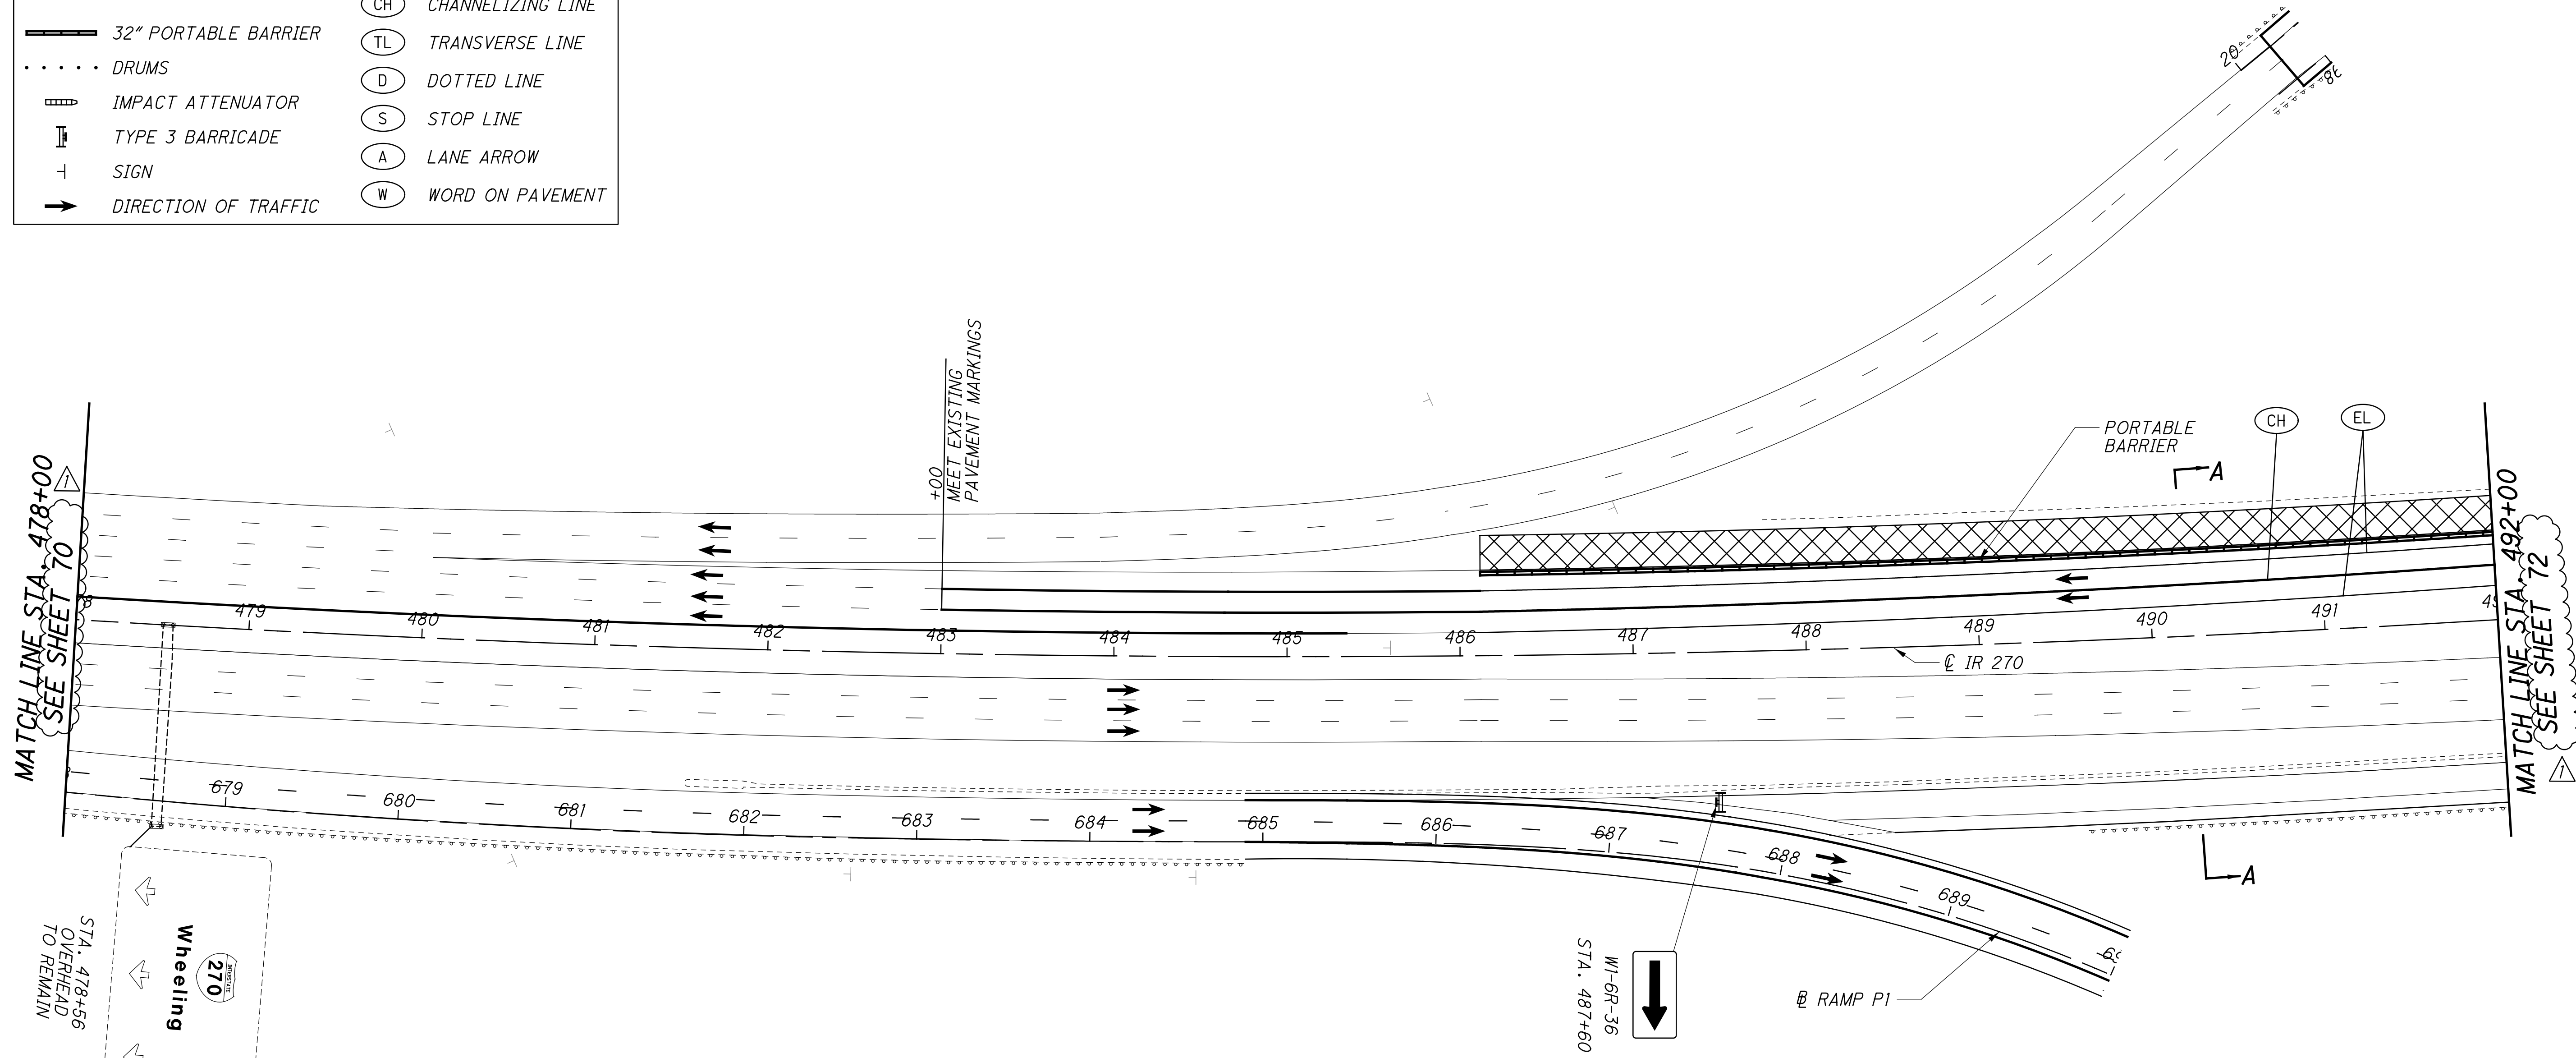 CH CHANNELIZING LINE
32" PORTABLE BARRIER
TL TRANSVERSE LINE
DRUMS
D DOTTED LINE
IMPACT ATTENUATOR
S STOP LINE
TYPE 3 BARRICADE
A LANE ARROW
SIGN
W WORD ON PAVEMENT
DIRECTION OF TRAFFIC
20
38
+00
MEET EXISTING
PAVEMENT MARKINGS
PORTABLE
BARRIER
CH
EL
A
MATCH LINE STA. 478+00
SEE SHEET 70
1
479
480
481
482
483
484
485
486
487
488
489
490
491
℄ IR 270
MATCH LINE STA. 492+00
SEE SHEET 72
1
679
680
681
682
683
684
685
686
687
688
689
A
STA. 478+56
OVERHEAD
TO REMAIN
INTERSTATE
270
Wheeling
W1-6R-36
STA. 487+60
BL RAMP P1